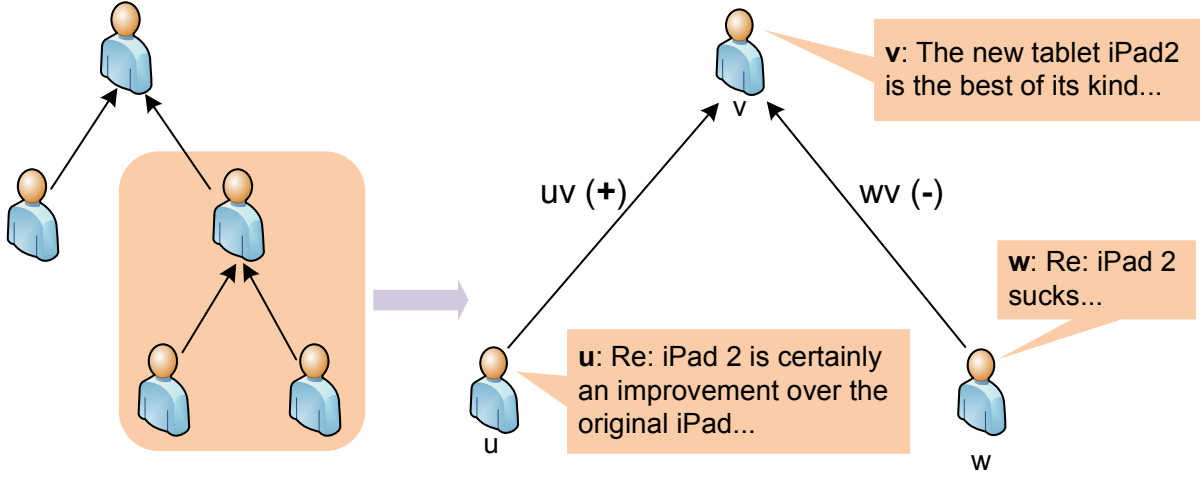 v: The new tablet iPad2
is the best of its kind...
v
uv (+)
wv (-)
w: Re: iPad 2
sucks...
u: Re: iPad 2 is certainly
an improvement over the
original iPad...
u
w